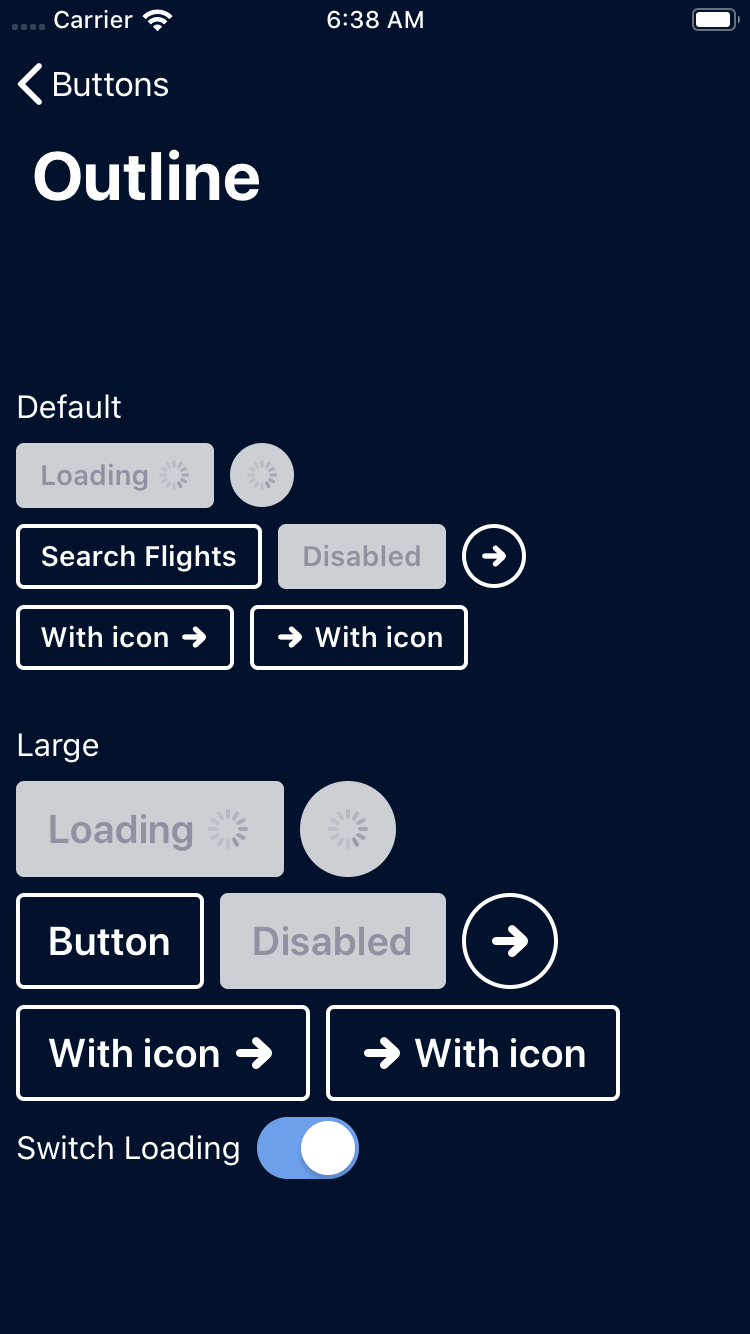 Carrier 6:38 AM
Buttons
Outline
Default
Loading
Search Flights Disabled
With icon With icon
Large
Loading
Button Disabled
With icon With icon
Switch Loading